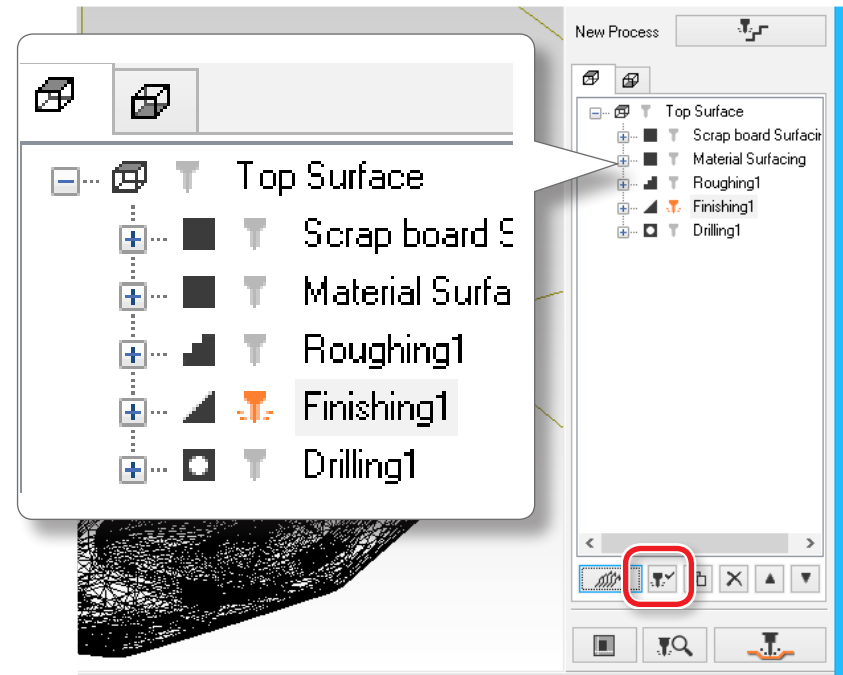 New Process
Top Surface
Scrap board Surfacin
Material Surfacing
Roughing1
Finishing1
Drilling1
Top Surface
Scrap board S
Material Surfa
Roughing1
Finishing1
Drilling1